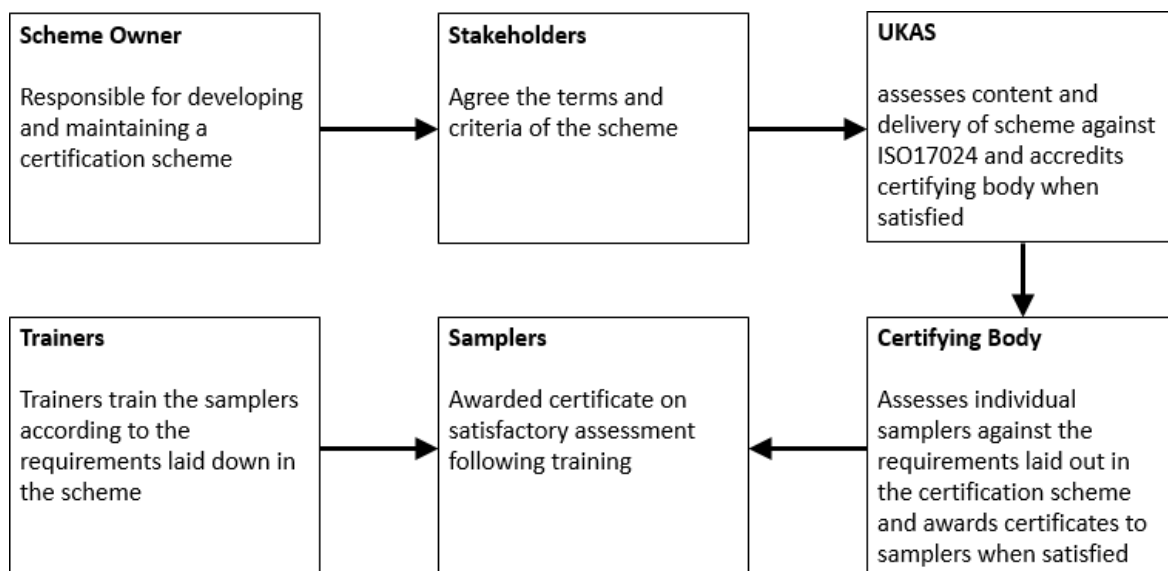 Scheme Owner
Responsible for developing
and maintaining a
certification scheme
Stakeholders
Agree the terms and
criteria of the scheme
UKAS
assesses content and
delivery of scheme against
ISO17024 and accredits
certifying body when
satisfied
Trainers
Trainers train the samplers
according to the
requirements laid down in
the scheme
Samplers
Awarded certificate on
satisfactory assessment
following training
Certifying Body
Assesses individual
samplers against the
requirements laid out in
the certification scheme
and awards certificates to
samplers when satisfied